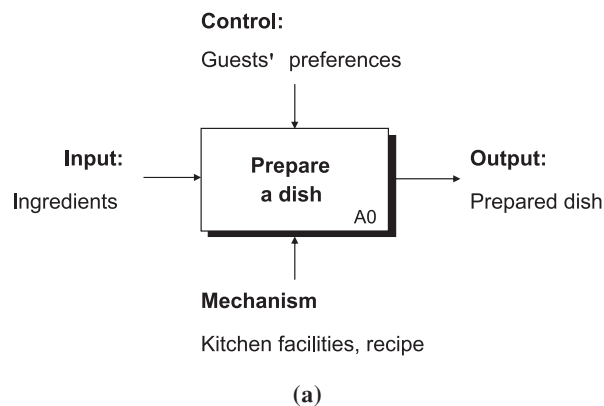 Control:
Guests' preferences
Input:
Ingredients
Prepare
a dish
A0
Output:
Prepared dish
Mechanism
Kitchen facilities, recipe
(a)